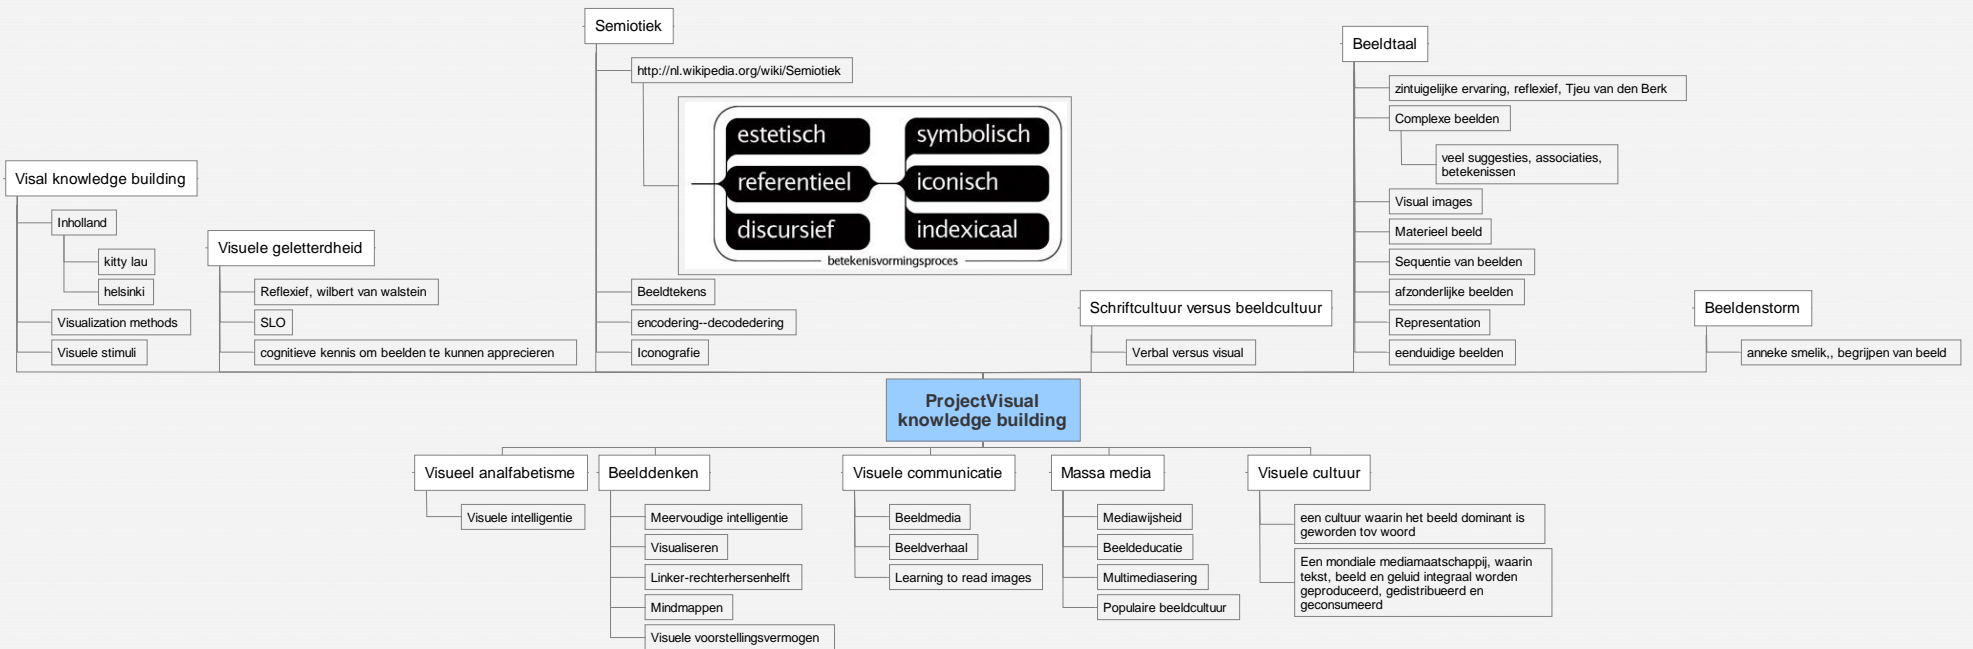 Semiotiek
http://nl.wikipedia.org/wiki/Semiotiek
estetisch
referentieel
discursief
symbolisch
iconisch
indexicaal
betekenisvormingsproces
Beeldtekens
encodering--decodedering
Iconografie
Visal knowledge building
Inholland
kitty lau
helsinki
Visualization methods
Visuele stimuli
Visuele geletterdheid
Reflexief, wilbert van walstein
SLO
cognitieve kennis om beelden te kunnen apprecieren
Schriftcultuur versus beeldcultuur
Verbal versus visual
Beeldtaal
zintuigelijke ervaring, reflexief, Tjeu van den Berk
Complexe beelden
veel suggesties, associaties,
betekenissen
Visual images
Materieel beeld
Sequentie van beelden
afzonderlijke beelden
Representation
eenduidige beelden
Beeldenstorm
anneke smelik,, begrijpen van beeld
ProjectVisual
knowledge building
Visueel analfabetisme
Visuele intelligentie
Beelddenken
Meervoudige intelligentie
Visualiseren
Linker-rechterhersenhelft
Mindmappen
Visuele voorstellingsvermogen
Visuele communicatie
Beeldmedia
Beeldverhaal
Learning to read images
Massa media
Mediawijsheid
Beeldeducatie
Multimediasering
Populaire beeldcultuur
Visuele cultuur
een cultuur waarin het beeld dominant is
geworden tov woord
Een mondiale mediamaatschappij, waarin
tekst, beeld en geluid integraal worden
geproduceerd, gedistribueerd en
geconsumeerd